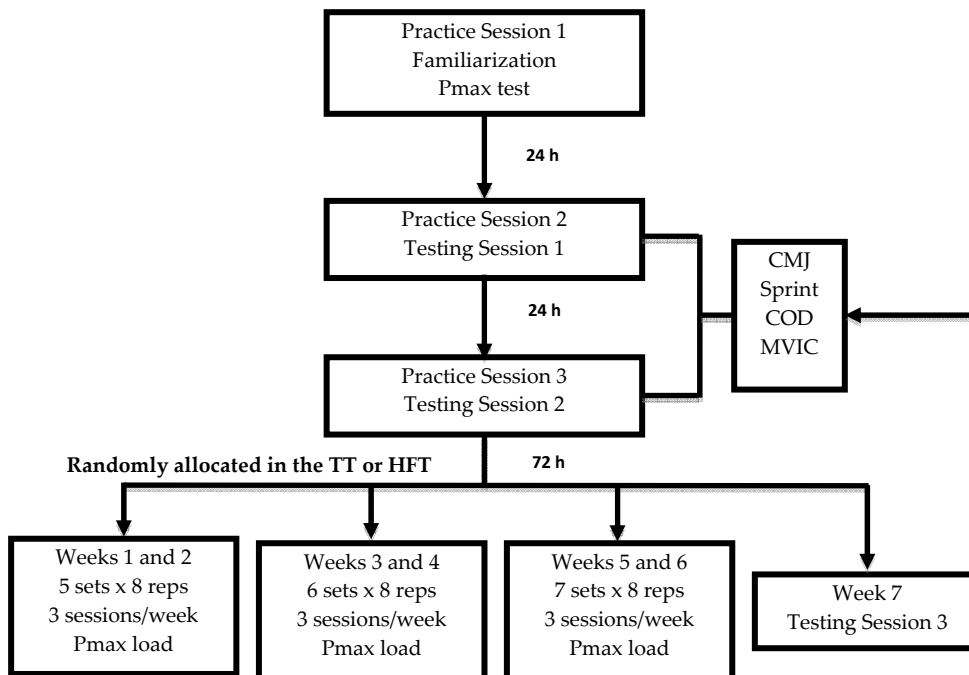 Practice Session 1
Familiarization
Pmax test
24 h
Practice Session 2
Testing Session 1
CMJ
Sprint
COD
MVIC
24 h
Practice Session 3
Testing Session 2
Randomly allocated in the TT or HFT
72 h
Weeks 1 and 2
5 sets x 8 reps
3 sessions/week
Pmax load
Weeks 3 and 4
6 sets x 8 reps
3 sessions/week
Pmax load
Weeks 5 and 6
7 sets x 8 reps
3 sessions/week
Pmax load
Week 7
Testing Session 3